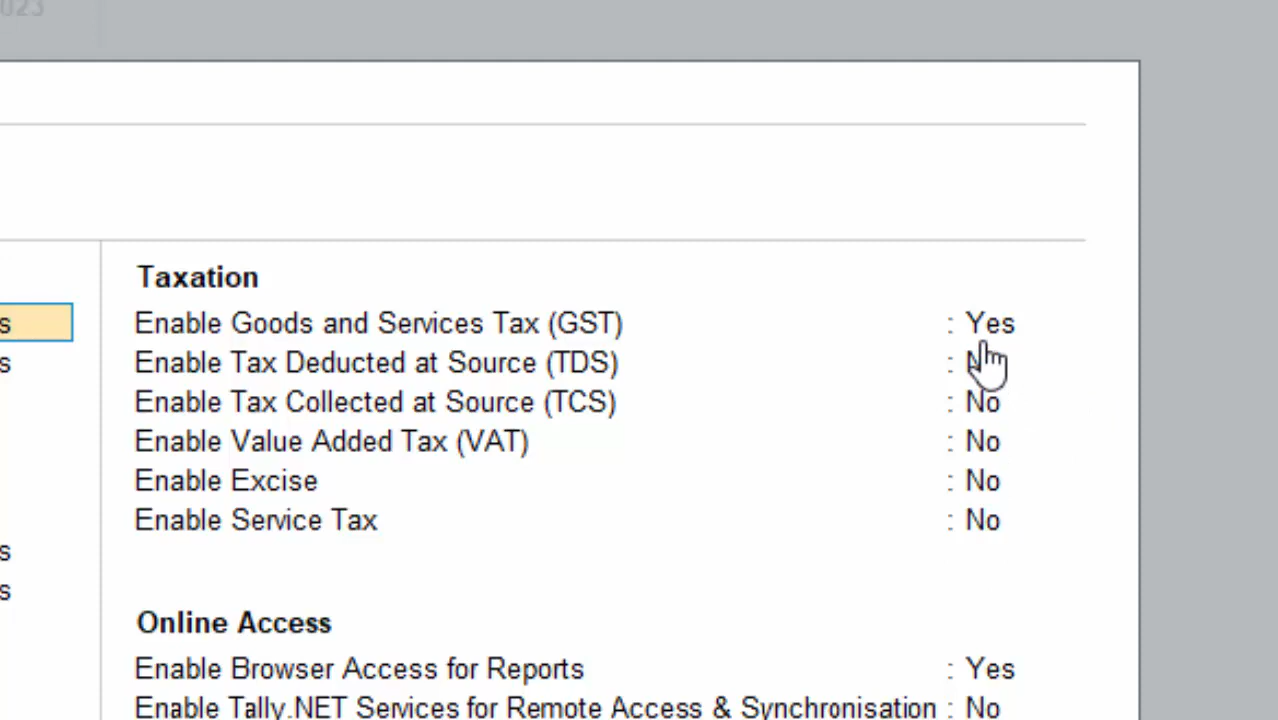 023
Taxation
Enable Goods and Services Tax (GST) : Yes
s
Enable Tax Deducted at Source (TDS) :
s
Enable Tax Collected at Source (TCS) : No
Enable Value Added Tax (VAT) : No
Enable Excise : No
Enable Service Tax : No
s
s
Online Access
Enable Browser Access for Reports : Yes
Enable Tally.NET Services for Remote Access & Synchronisation : No